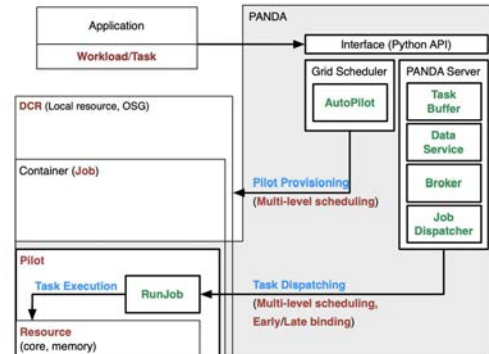 Application
Workload/Task
PANDA
Interface (Python API)
Grid Scheduler
AutoPilot
PANDA Server
Task
Buffer
Data
Service
Broker
Job
Dispatcher
DCR (Local resource, OSG)
Container (Job)
Pilot Provisioning
(Multi-level scheduling)
Pilot
Task Execution
RunJob
Task Dispatching
(Multi-level scheduling,
Early/Late binding)
Resource
(core, memory)